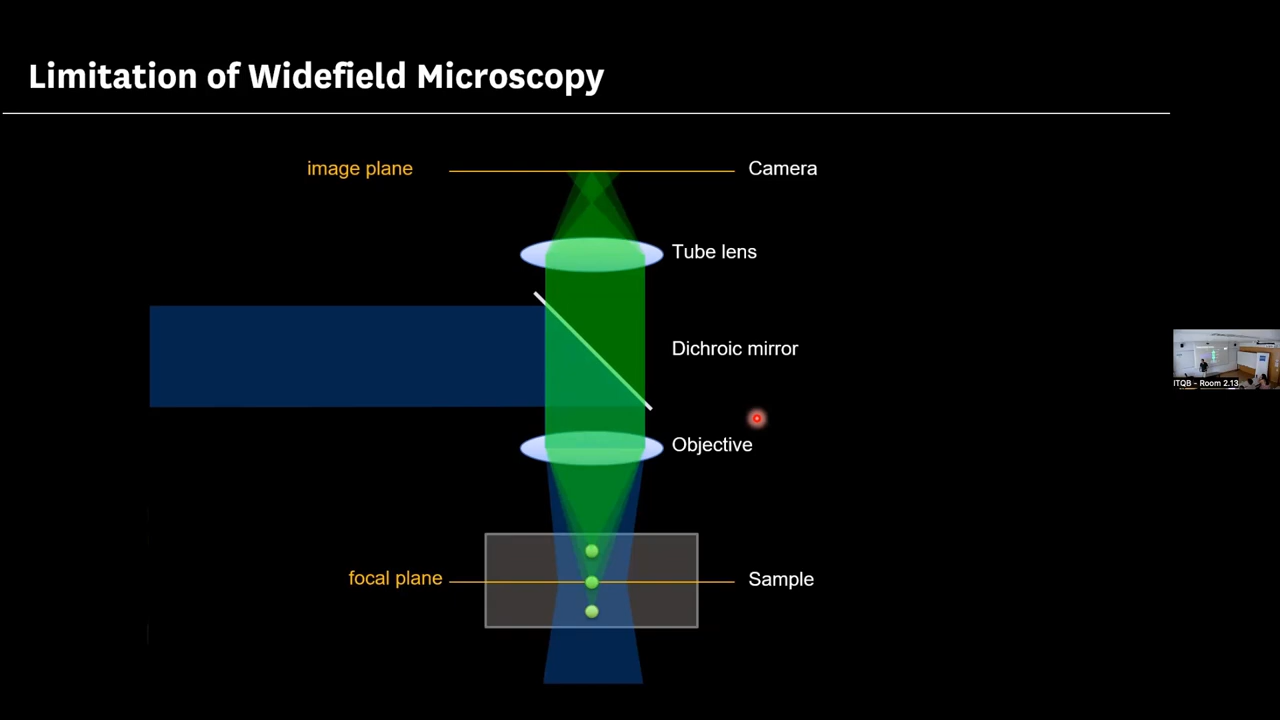 Limitation of Widefield Microscopy
image plane
Camera
Tube lens
Dichroic mirror
Objective
focal plane
Sample
ITQB - Room 2.13